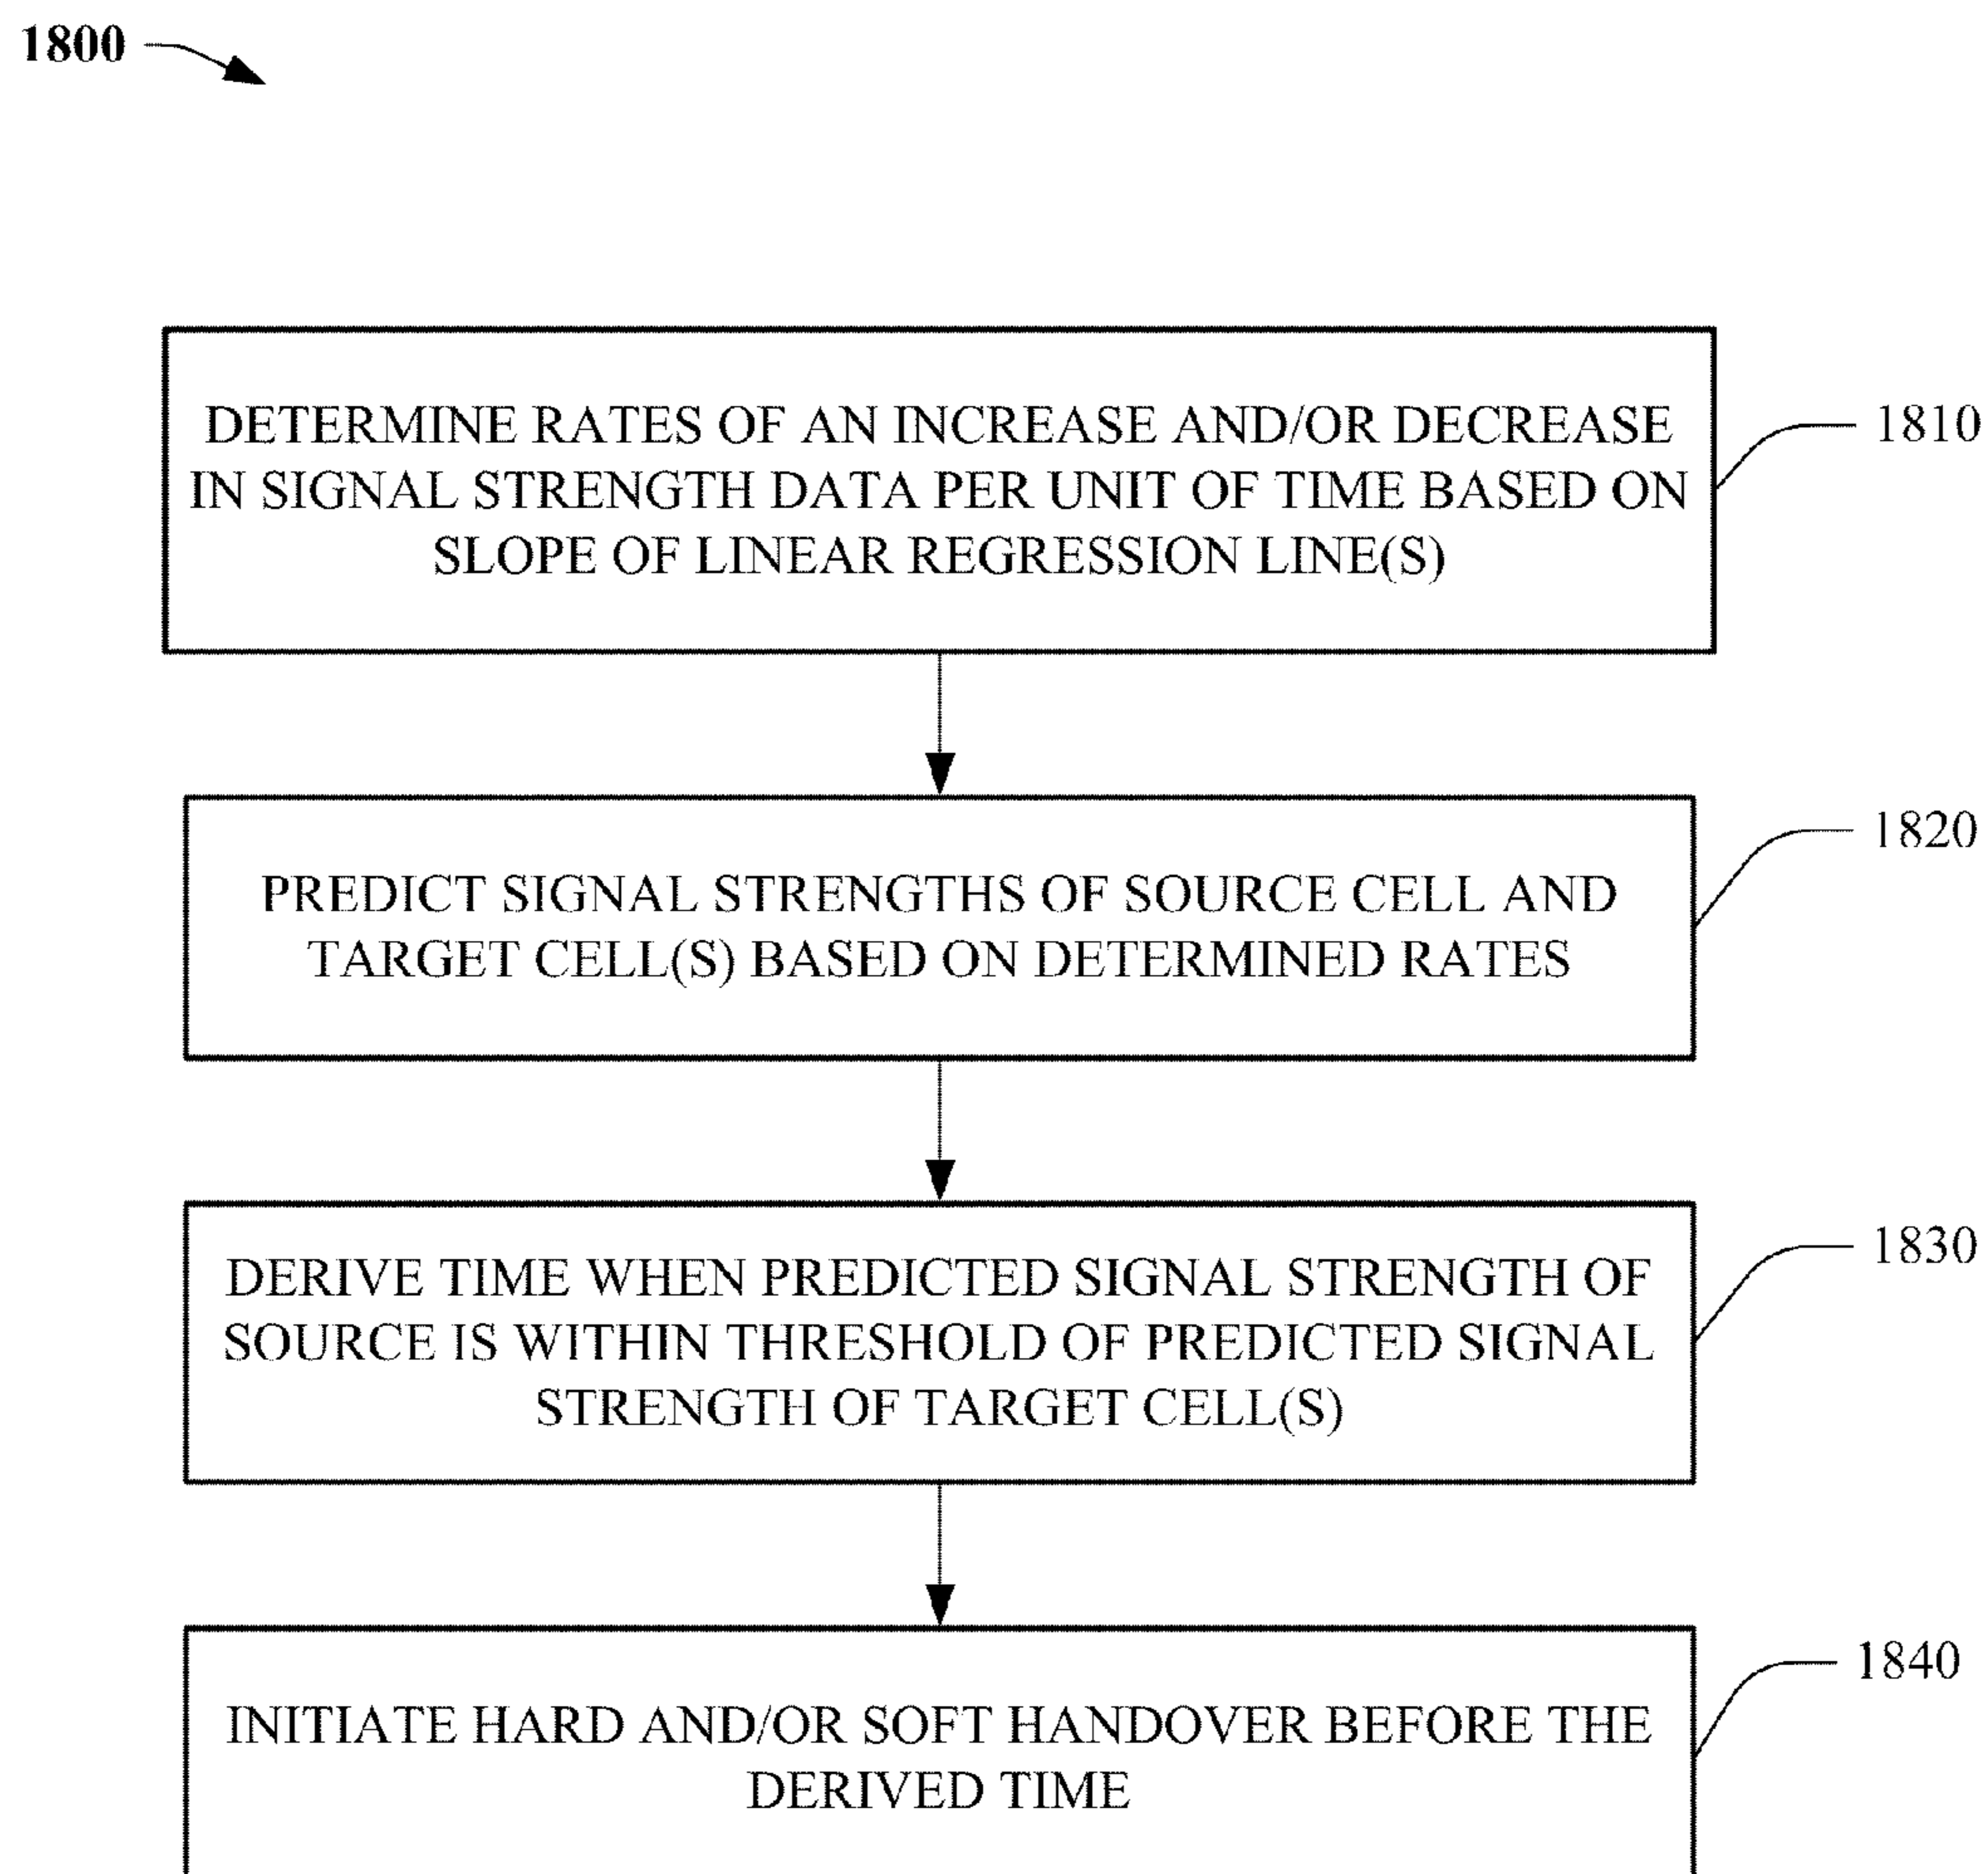 1800
DETERMINE RATES OF AN INCREASE AND/OR DECREASE
IN SIGNAL STRENGTH DATA PER UNIT OF TIME BASED ON
SLOPE OF LINEAR REGRESSION LINE(S)
1810
PREDICT SIGNAL STRENGTHS OF SOURCE CELL AND
TARGET CELL(S) BASED ON DETERMINED RATES
1820
DERIVE TIME WHEN PREDICTED SIGNAL STRENGTH OF
SOURCE IS WITHIN THRESHOLD OF PREDICTED SIGNAL
STRENGTH OF TARGET CELL(S)
1830
INITIATE HARD AND/OR SOFT HANDOVER BEFORE THE
DERIVED TIME
1840